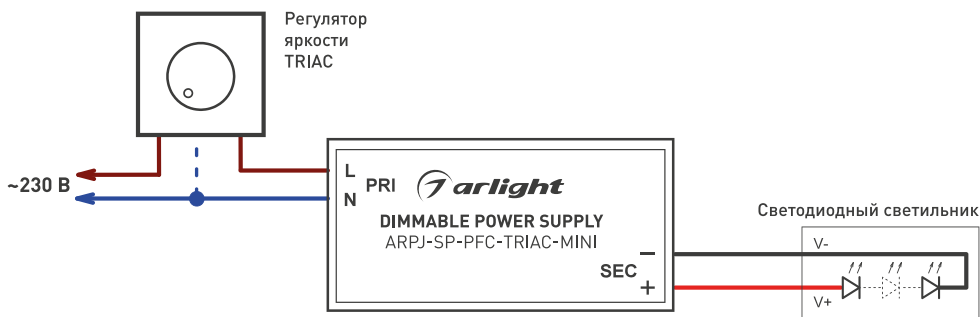 Регулятор
яркости
TRIAC
~230 В
L
N
PRI
arlight
DIMMABLE POWER SUPPLY
ARPJ-SP-PFC-TRIAC-MINI
SEC
−
+
Светодиодный светильник
V-
V+